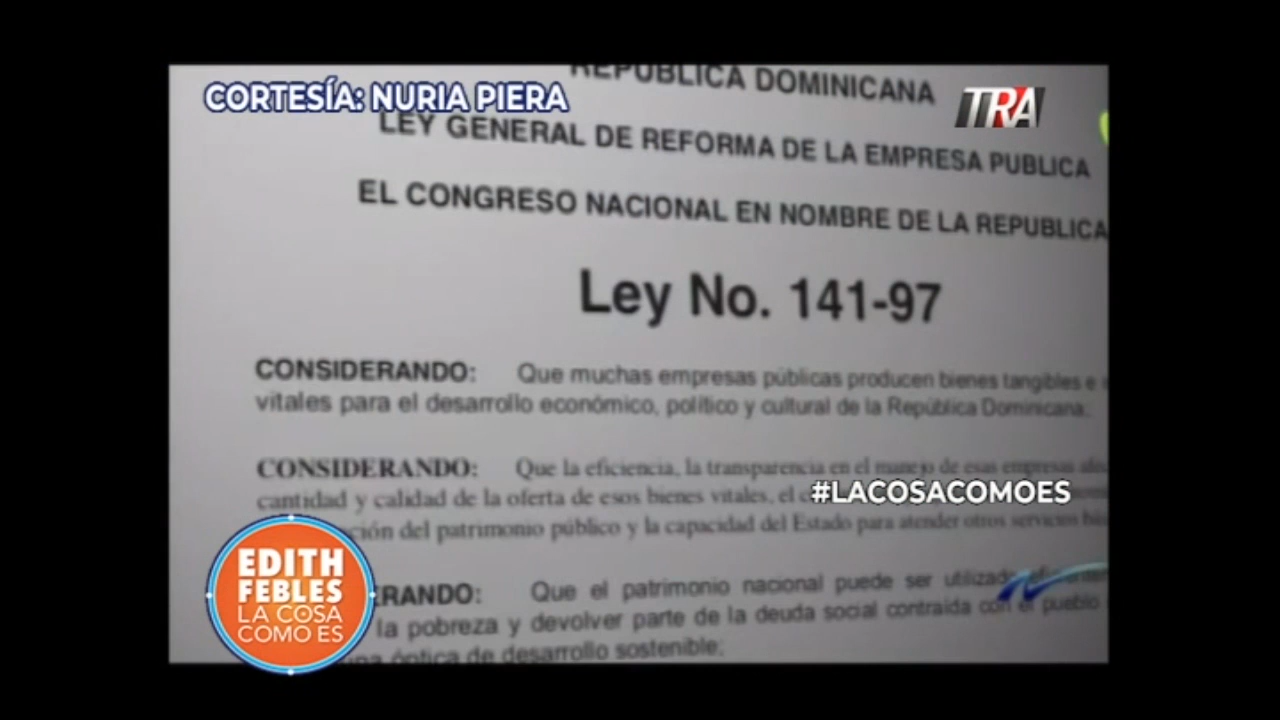 REPUBLICA DOMINICANA
CORTESÍA: NURIA PIERA
TRA
LEY GENERAL DE REFORMA DE LA EMPRESA PUBLICA
EL CONGRESO NACIONAL EN NOMBRE DE LA REPUBLICA
Ley No. 141-97
CONSIDERANDO: Que muchas empresas públicas producen bienes tangibles e
vitales para el desarrollo económico, político y cultural de la República Dominicana;
CONSIDERANDO: Que la eficiencia, la transparencia en el manejo de esas empresas
#LACOSACOMOES
cantidad y calidad de la oferta de esos bienes vitales, el
ción del patrimonio público y la capacidad del Estado para atender otros servicios
EDITH
FEBLES
LA COSA
COMO ES
RANDO: Que el patrimonio nacional puede ser utilizado
la pobreza y devolver parte de la deuda social contraída con el pueblo
una óptica de desarrollo sostenible;